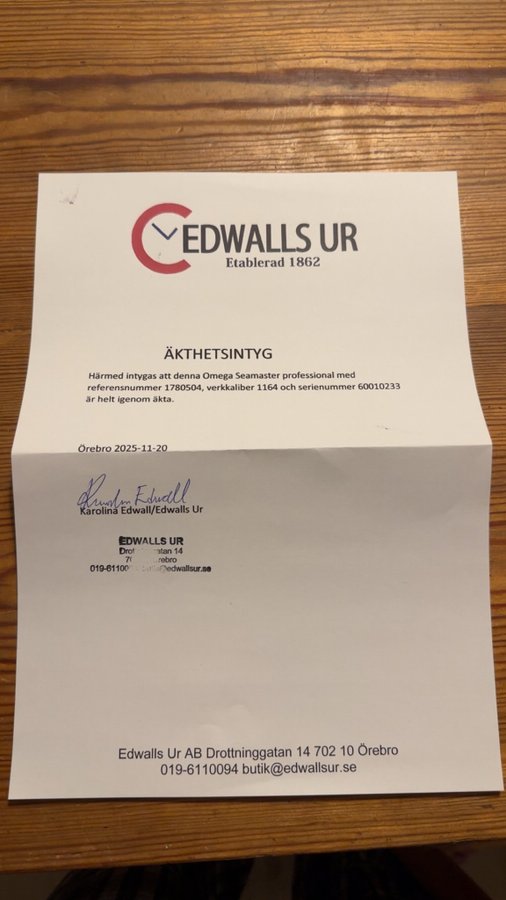 EDWALLS UR
Etablerad 1862
ÄKTHETSINTYG
Härmed intygas att denna Omega Seamaster professional med
referensnummer 1780504, verkkaliber 1164 och serienummer 60010233
är helt igenom äkta.
Örebro 2025-11-20
Karolina Edwall/Edwalls Ur
EDWALLS UR
14
Edwalls Ur AB Drottninggatan 14 702 10 Örebro
019-6110094 butik@edwallsur.se